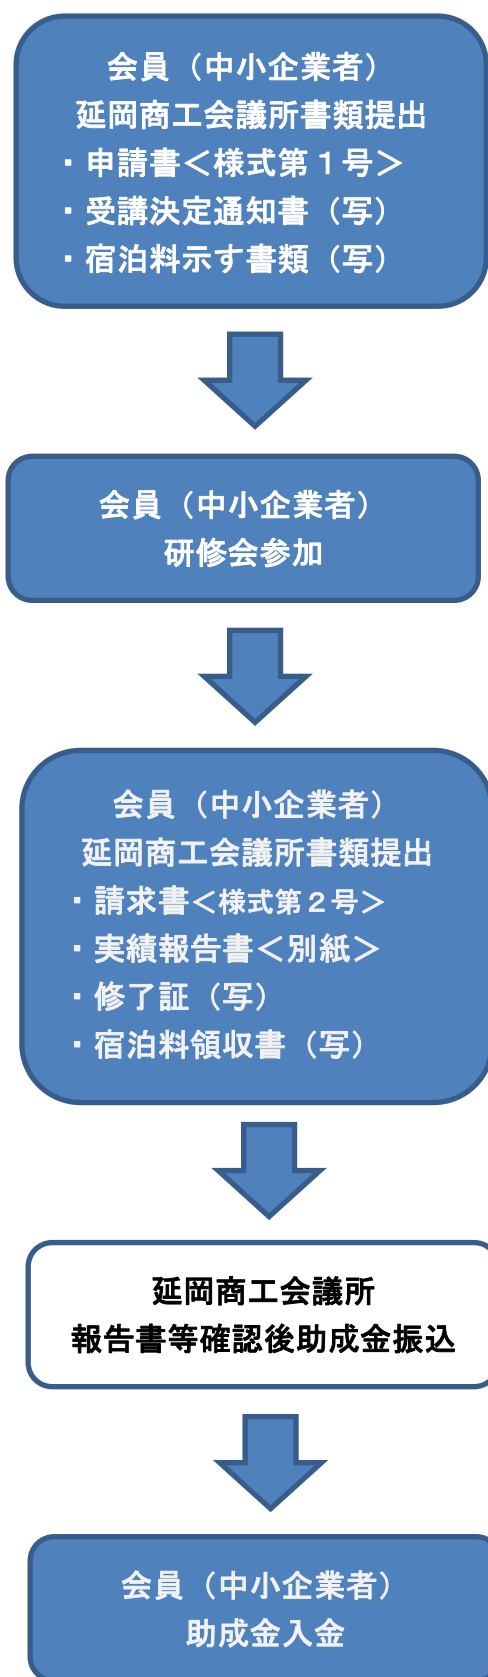 会員（中小企業者）
延岡商工会議所書類提出
・申請書＜様式第１号＞
・受講決定通知書（写）
・宿泊料示す書類（写）
会員（中小企業者）
研修会参加
会員（中小企業者）
延岡商工会議所書類提出
・請求書＜様式第２号＞
・実績報告書＜別紙＞
・修了証（写）
・宿泊料領収書（写）
延岡商工会議所
報告書等確認後助成金振込
会員（中小企業者）
助成金入金